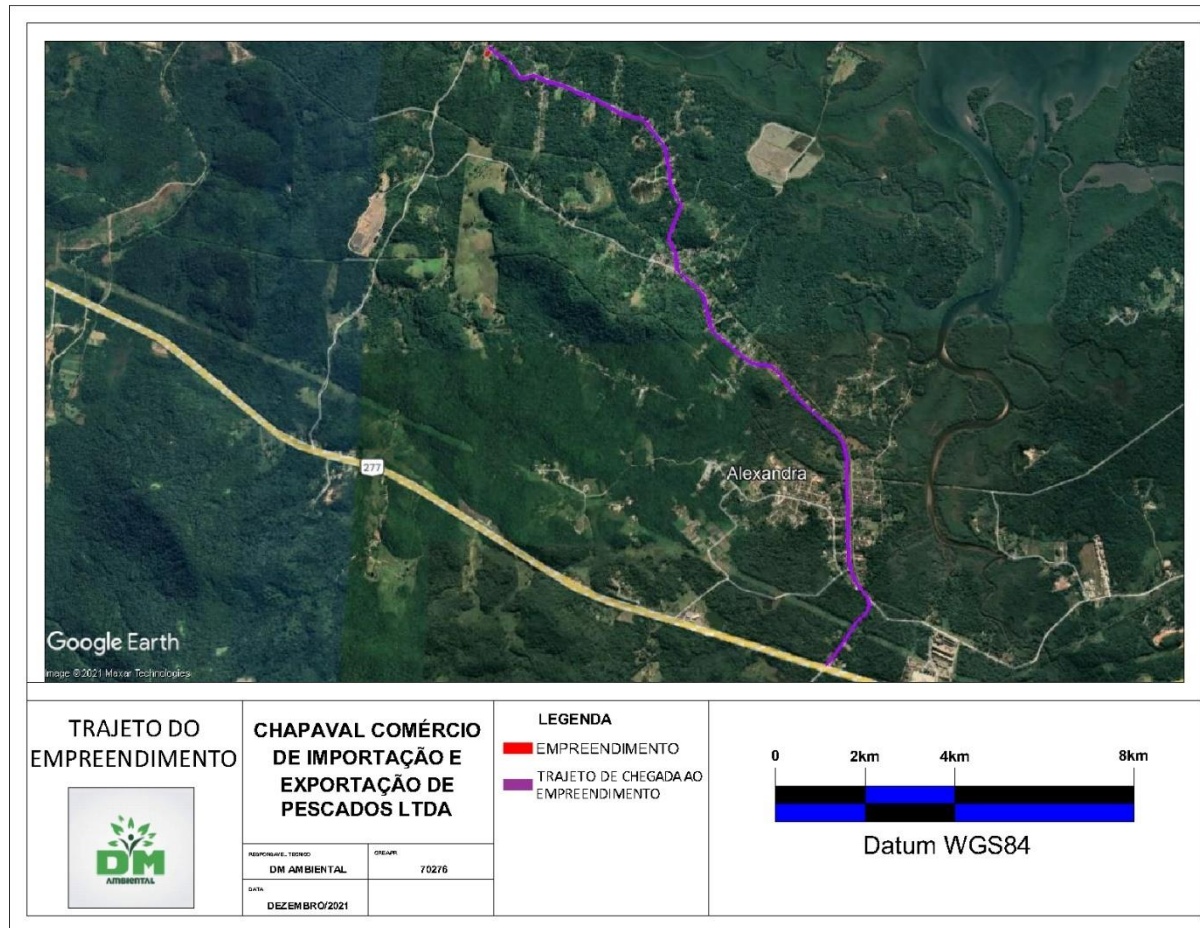 277
Alexandra
Google Earth
Image © 2021 Maxar Technologies
TRAJETO DO
EMPREENDIMENTO
DM
AMBIENTAL
CHAPAVAL COMÉRCIO
DE IMPORTAÇÃO E
EXPORTAÇÃO DE
PESCADOS LTDA
RESPONSAVEL TECNICO
DM AMBIENTAL
CREA/PR
70276
DATA
DEZEMBRO/2021
LEGENDA
EMPREENDIMENTO
TRAJETO DE CHEGADA AO
EMPREENDIMENTO
0 2km 4km 8km
Datum WGS84